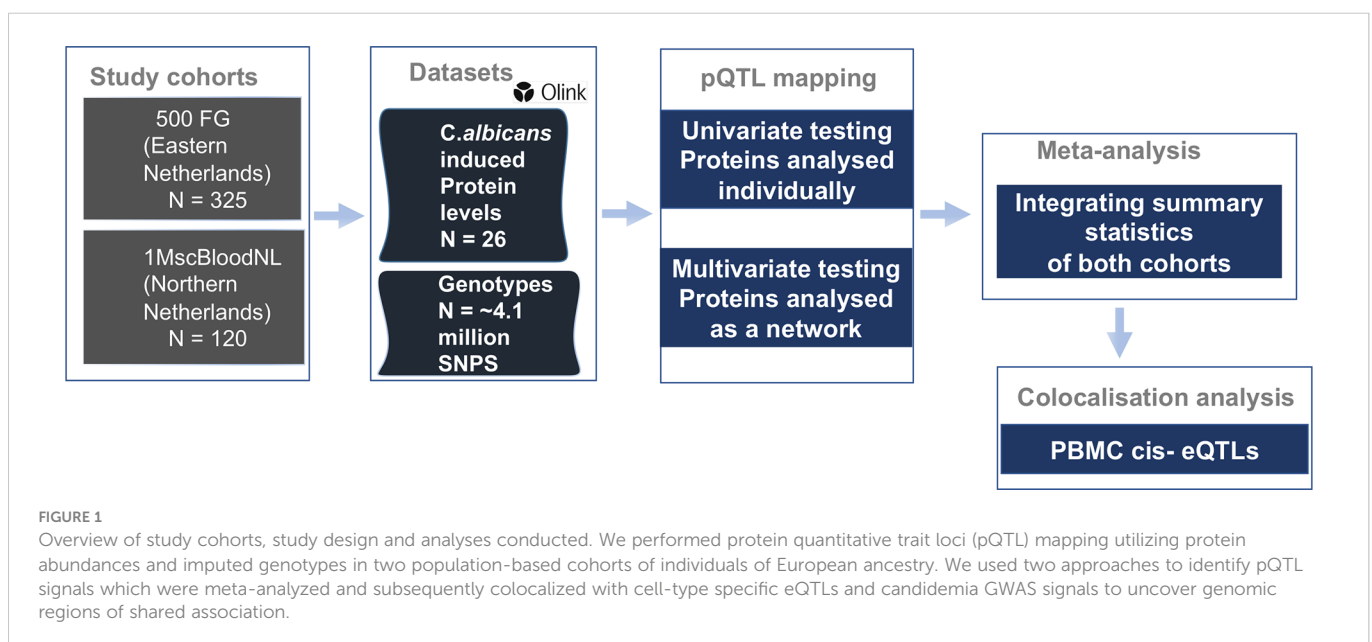 Study cohorts
500 FG
(Eastern
Netherlands)
N = 325
1MscBloodNL
(Northern
Netherlands)
N = 120
Datasets
Olink
C.albicans
induced
Protein
levels
N = 26
Genotypes
N = ~4.1
million
SNPS
pQTL mapping
Univariate testing
Proteins analysed
individually
Multivariate testing
Proteins analysed
as a network
Meta-analysis
Integrating summary
statistics
of both cohorts
Colocalisation analysis
PBMC cis- eQTLs
FIGURE 1
Overview of study cohorts, study design and analyses conducted. We performed protein quantitative trait loci (pQTL) mapping utilizing protein
abundances and imputed genotypes in two population-based cohorts of individuals of European ancestry. We used two approaches to identify pQTL
signals which were meta-analyzed and subsequently colocalized with cell-type specific eQTLs and candidemia GWAS signals to uncover genomic
regions of shared association.